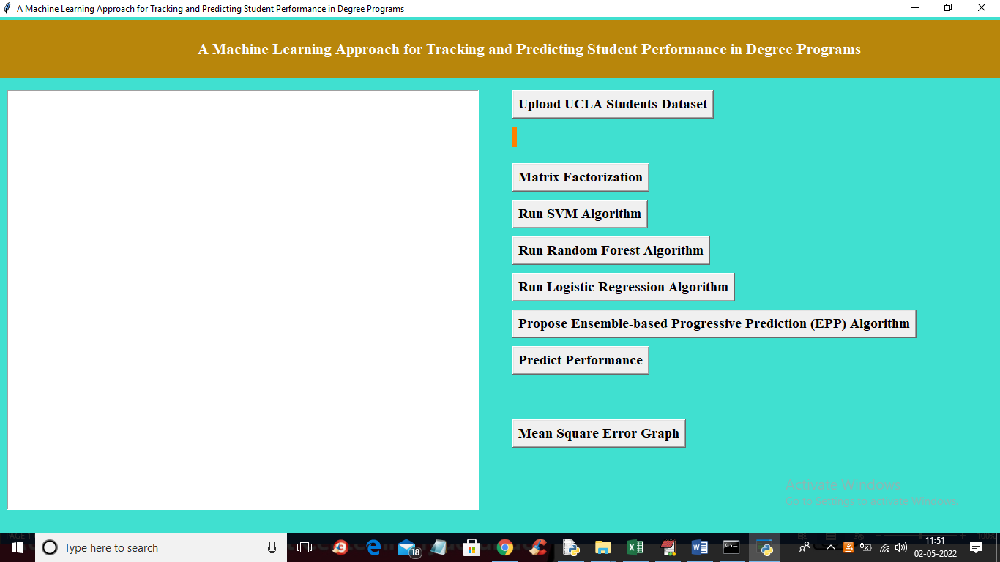 A Machine Learning Approach for Tracking and Predicting Student Performance in Degree Programs
A Machine Learning Approach for Tracking and Predicting Student Performance in Degree Programs
Upload UCLA Students Dataset
Matrix Factorization
Run SVM Algorithm
Run Random Forest Algorithm
Run Logistic Regression Algorithm
Propose Ensemble-based Progressive Prediction (EPP) Algorithm
Predict Performance
Mean Square Error Graph
Activate Windows
Go to Settings to activate Windows.
PAGE 1
100%
Type here to search
18
11:51
02-05-2022